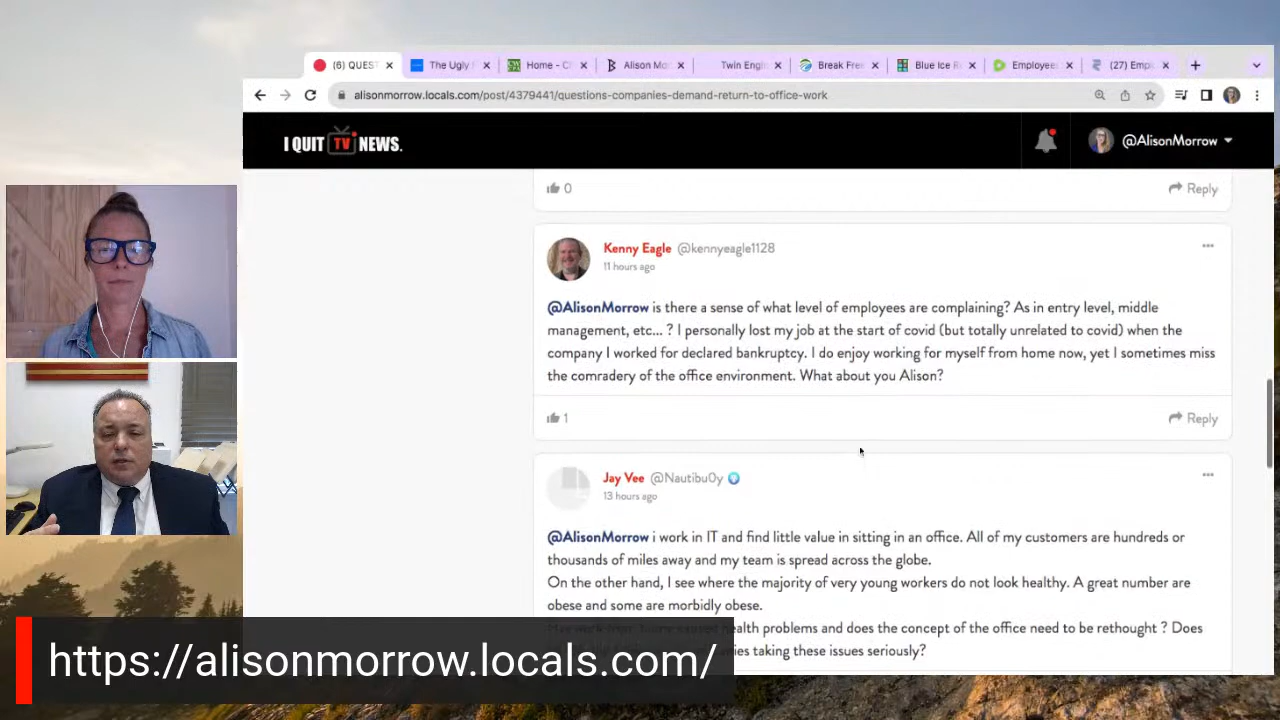 (6) QUES
The Ugly
Home - C
Alison Mo
Twin Engi
Break Fre
Blue Ice R
Employee
(27) Emp
alisonmorrow.locals.com/post/4379441/questions-companies-demand-return-to-office-work
I QUIT TV NEWS.
@AlisonMorrow
0
Reply
Kenny Eagle @kennyeagle1128
11 hours ago
@AlisonMorrow is there a sense of what level of employees are complaining? As in entry level, middle
management, etc... ? I personally lost my job at the start of covid (but totally unrelated to covid) when the
company I worked for declared bankruptcy. I do enjoy working for myself from home now, yet I sometimes miss
the comradery of the office environment. What about you Alison?
1
Reply
Jay Vee @Nautibu0y
13 hours ago
@AlisonMorrow i work in IT and find little value in sitting in an office. All of my customers are hundreds or
thousands of miles away and my team is spread across the globe.
On the other hand, I see where the majority of very young workers do not look healthy. A great number are
obese and some are morbidly obese.
health problems and does the concept of the office need to be rethought ? Does
taking these issues seriously?
https://alisonmorrow.locals.com/